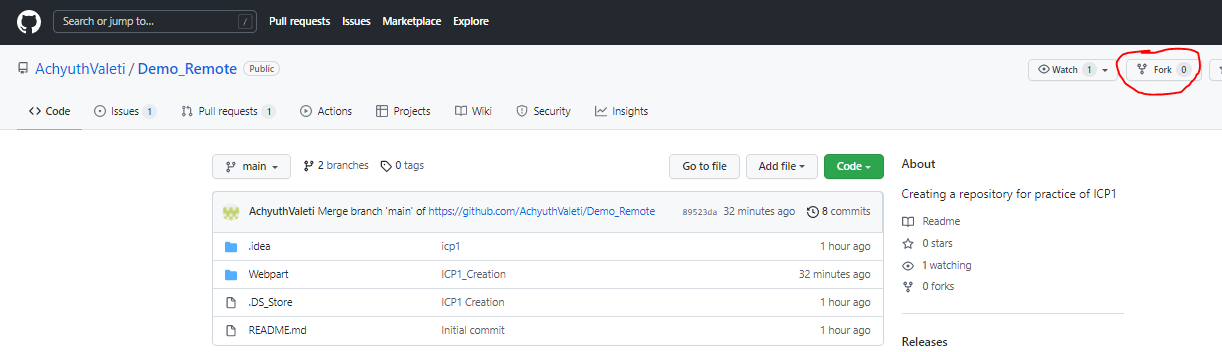 Search or jump to... / Pull requests Issues Marketplace Explore
AchyuthValeti / Demo_Remote Public Watch 1 Fork 0
Code Issues 1 Pull requests 1 Actions Projects Wiki Security Insights
main 2 branches 0 tags Go to file Add file Code About
Creating a repository for practice of ICP1
AchyuthValeti Merge branch 'main' of https://github.com/AchyuthValeti/Demo_Remote 89523da 32 minutes ago 8 commits
Readme
.idea icp1 1 hour ago
0 stars
Webpart ICP1_Creation 32 minutes ago
1 watching
0 forks
.DS_Store ICP1 Creation 1 hour ago
README.md Initial commit 1 hour ago
Releases